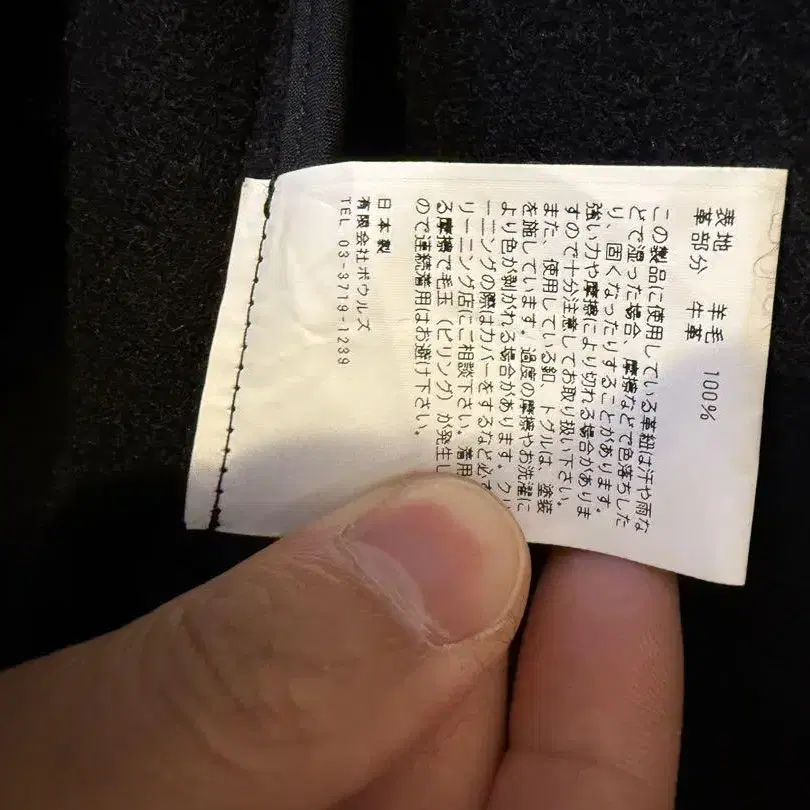 表地 羊毛 100%
革部分 牛革
この製品に使用している革紐は汗や雨な
どで湿った場合、摩擦などで色落ちした
り、固くなったりすることがあります。
強い力や摩擦により切れる場合がありま
すので十分注意してお取り扱い下さい。
また、使用している釦、トグルは、塗装
を施しています。過度の摩擦やお洗濯に
より色が剥がれる場合があります。クリ
ーニングの際はカバーをするなど必ず
リーニング店にご相談下さい。着用
る摩擦で毛玉（ピリング）が発生し
ので連続着用はお避け下さい。
日本製
有限会社ボウルズ
TEL 03-3719-1239